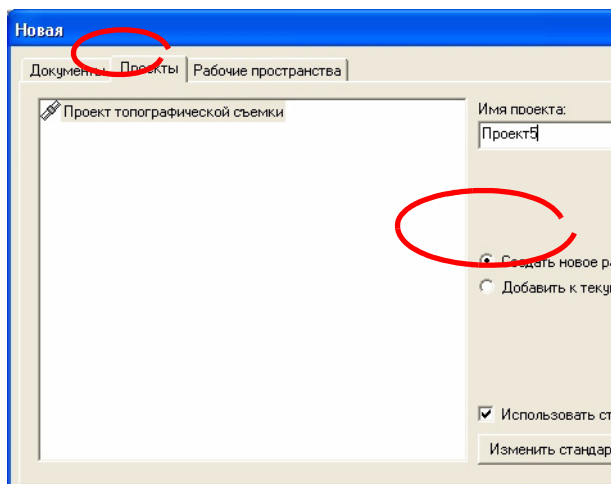 Новая
Документы Проекты Рабочие пространства
Проект топографической съемки
Имя проекта:
Проект5
Создать новое р
Добавить к теку
Использовать ст
Изменить стандар